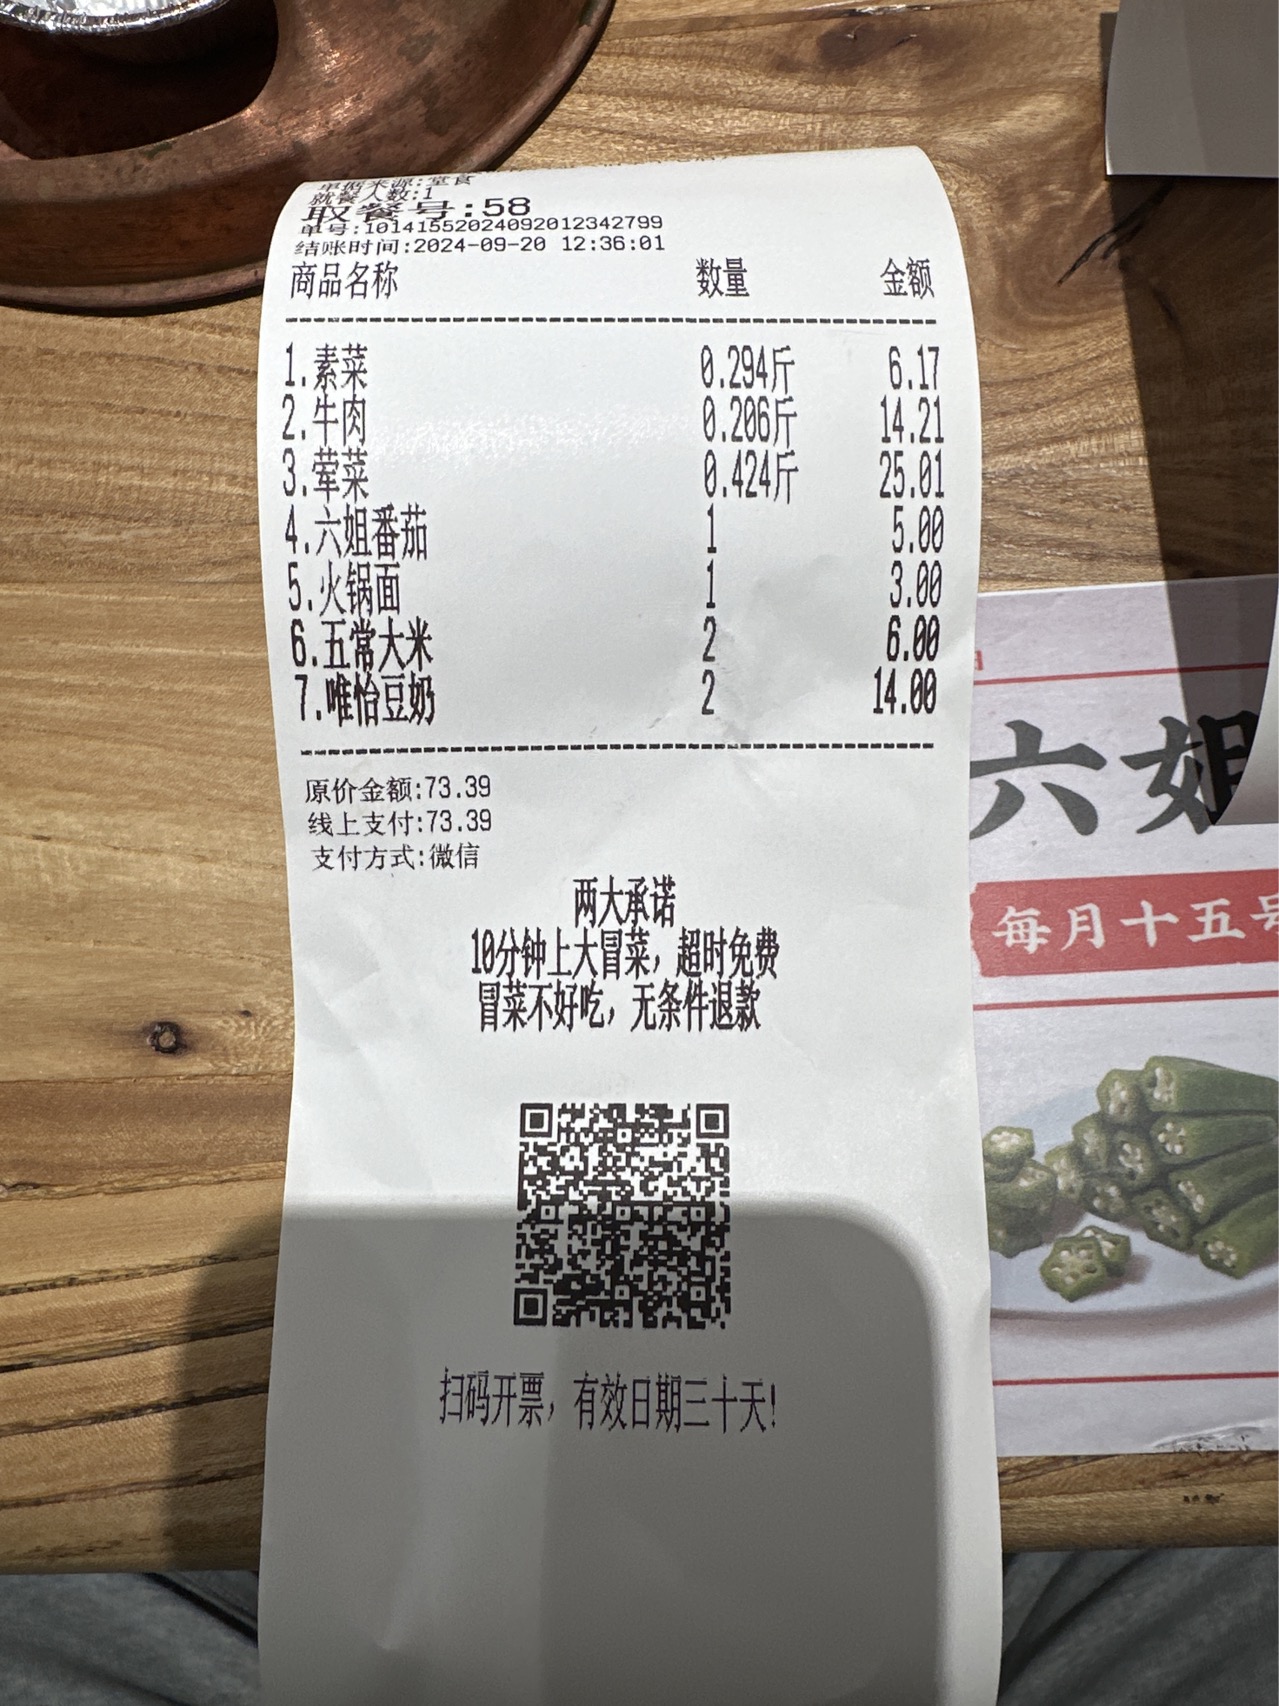 单据来源:堂食
就餐人数:1
取餐号:58
单号:10141552024092012342799
结账时间:2024-09-20 12:36:01
商品名称 数量 金额
1.素菜 0.294斤 6.17
2.牛肉 0.206斤 14.21
3.荤菜 0.424斤 25.01
4.六姐番茄 1 5.00
5.火锅面 1 3.00
6.五常大米 2 6.00
7.唯怡豆奶 2 14.00
原价金额:73.39
线上支付:73.39
支付方式:微信
两大承诺
10分钟上大冒菜，超时免费
冒菜不好吃，无条件退款
扫码开票，有效日期三十天!
六姐
每月十五号